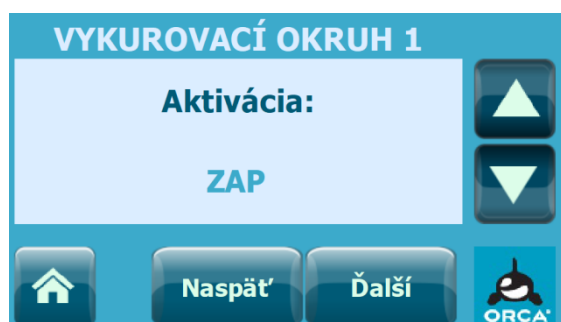 VYKUROVACÍ OKRUH 1
Aktivácia:
ZAP
Naspäť Ďalší
ORCA